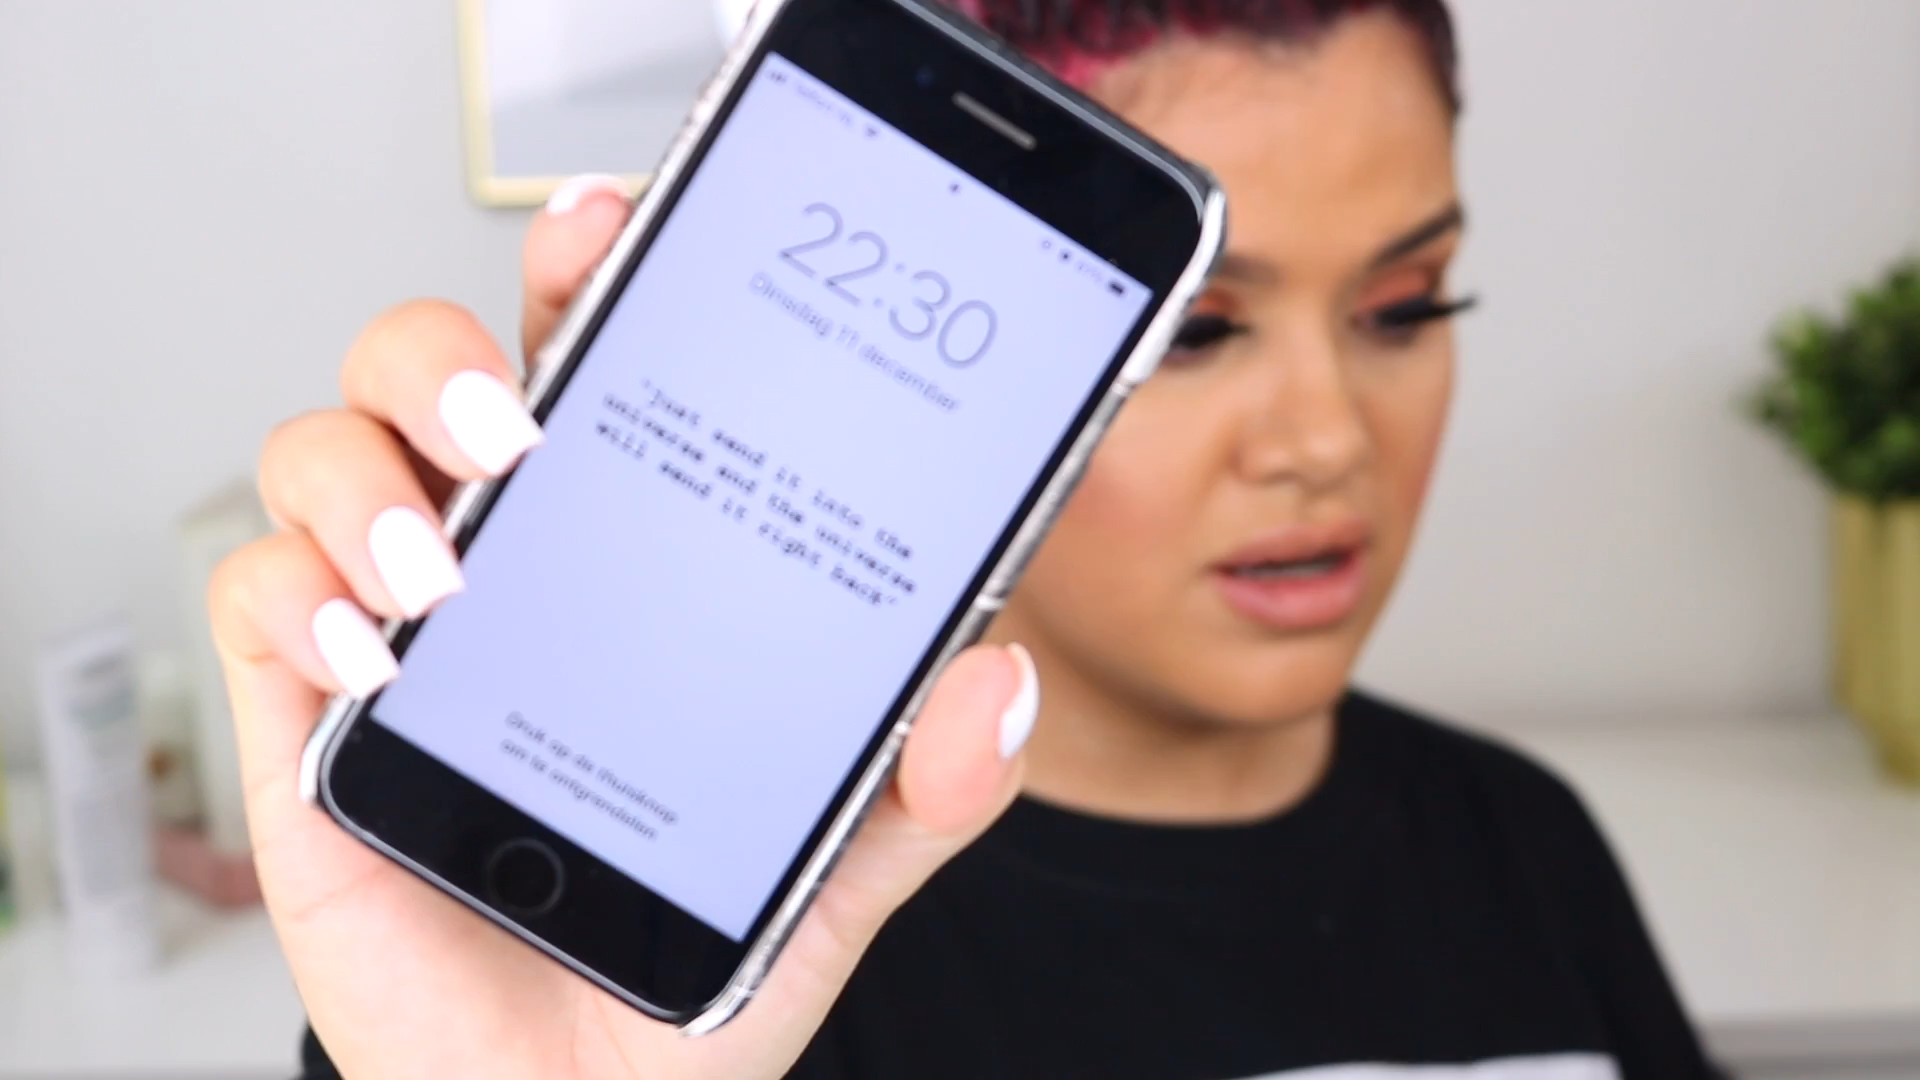 22:30
Dinsdag 11 december
"Just send it into the
universe and the universe
will send it right back"
Druk op de thuisknop
om te ontgrendelen